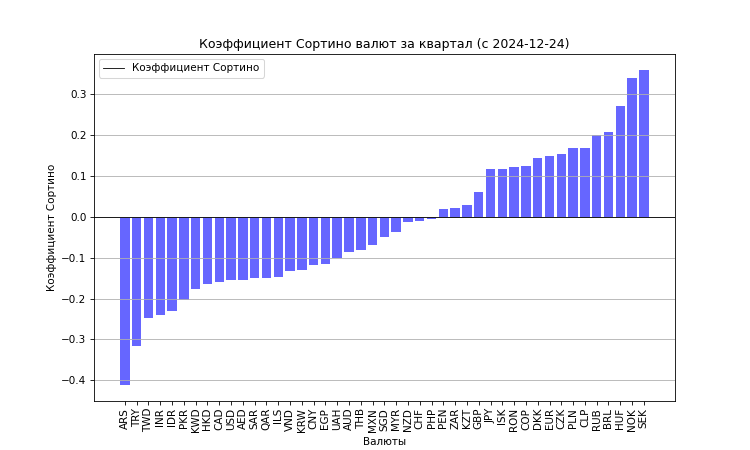 Коэффициент Сортино валют за квартал (с 2024-12-24)
Коэффициент Сортино
Коэффициент Сортино
0.3
0.2
0.1
0.0
−0.1
−0.2
−0.3
−0.4
ARS
TRY
TWD
INR
IDR
PKR
KWD
HKD
CAD
USD
AED
SAR
QAR
ILS
VND
KRW
CNY
EGP
UAH
AUD
THB
MXN
SGD
MYR
NZD
CHF
PHP
PEN
ZAR
KZT
GBP
JPY
ISK
RON
COP
DKK
EUR
CZK
PLN
CLP
RUB
BRL
HUF
NOK
SEK
Валюты